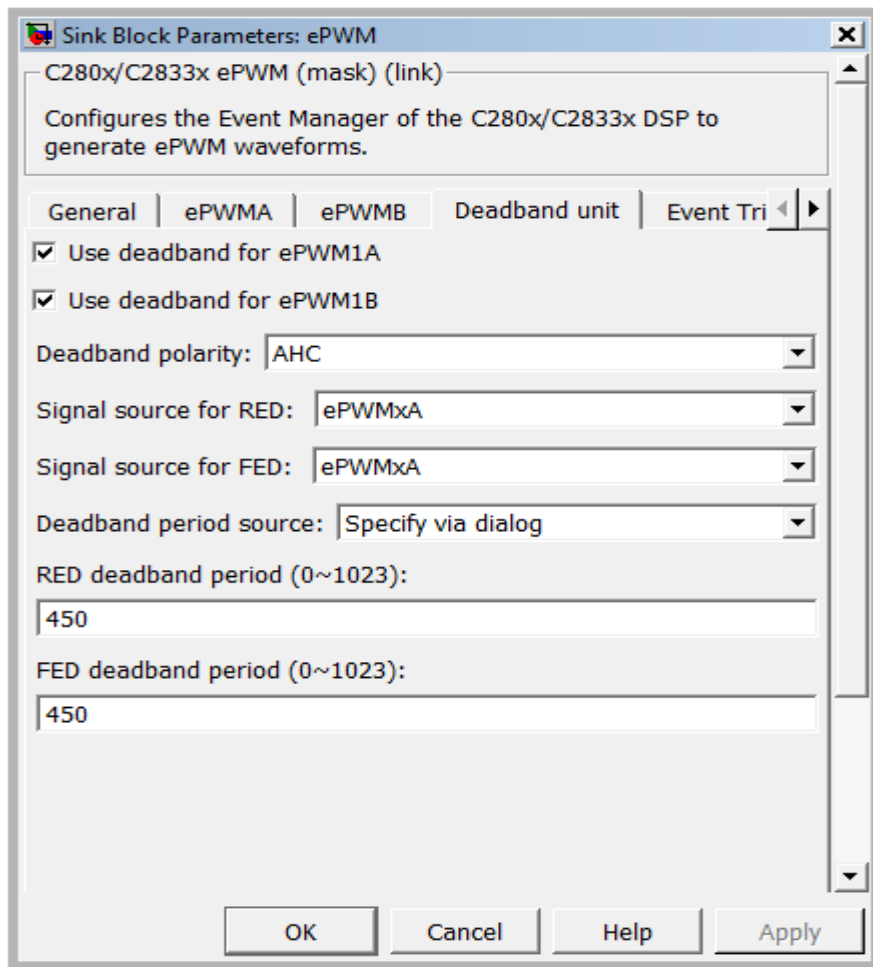 Sink Block Parameters: ePWM
C280x/C2833x ePWM (mask) (link)
Configures the Event Manager of the C280x/C2833x DSP to
generate ePWM waveforms.
General ePWMA ePWMB Deadband unit Event Tri
Use deadband for ePWM1A
Use deadband for ePWM1B
Deadband polarity: AHC
Signal source for RED: ePWMxA
Signal source for FED: ePWMxA
Deadband period source: Specify via dialog
RED deadband period (0~1023):
450
FED deadband period (0~1023):
450
OK Cancel Help Apply